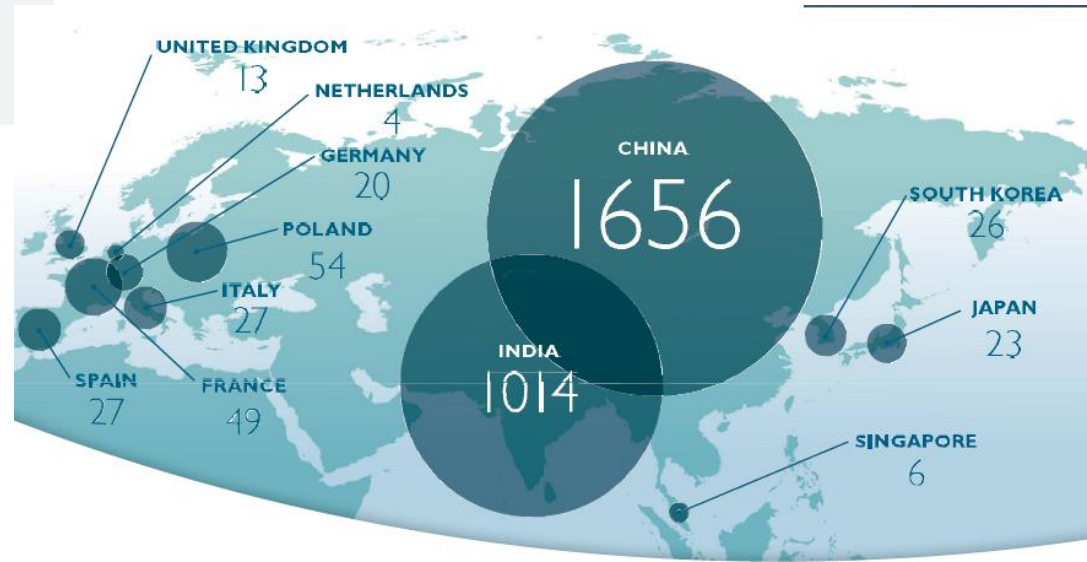 UNITED KINGDOM
13
NETHERLANDS
4
GERMANY
20
POLAND
54
ITALY
27
SPAIN
27
FRANCE
49
CHINA
1656
INDIA
1014
SOUTH KOREA
26
JAPAN
23
SINGAPORE
6